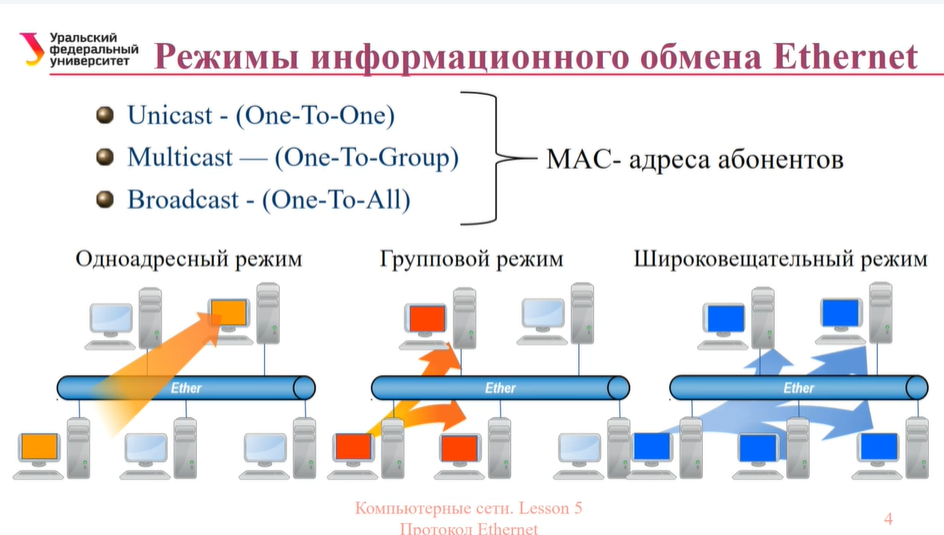 Уральский
федеральный
университет
Режимы информационного обмена Ethernet
Unicast - (One-To-One)
Multicast — (One-To-Group)
Broadcast - (One-To-All)
MAC- адреса абонентов
Одноадресный режим
Групповой режим
Широковещательный режим
Ether
Ether
Ether
Компьютерные сети. Lesson 5
Протокол Ethernet
4